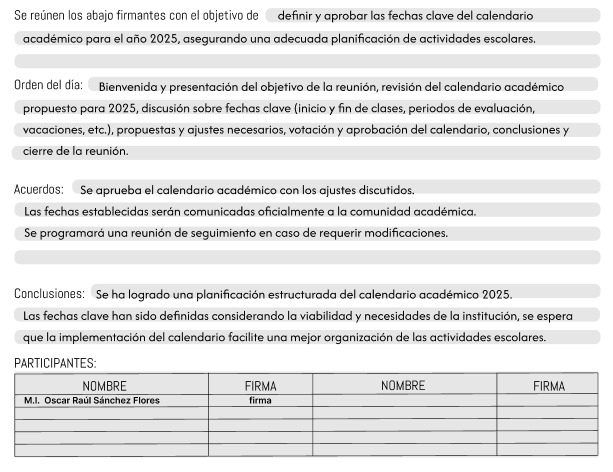 Se reúnen los abajo firmantes con el objetivo de definir y aprobar las fechas clave del calendario
académico para el año 2025, asegurando una adecuada planificación de actividades escolares.
Orden del día: Bienvenida y presentación del objetivo de la reunión, revisión del calendario académico
propuesto para 2025, discusión sobre fechas clave (inicio y fin de clases, periodos de evaluación,
vacaciones, etc.), propuestas y ajustes necesarios, votación y aprobación del calendario, conclusiones y
cierre de la reunión.
Acuerdos: Se aprueba el calendario académico con los ajustes discutidos.
Las fechas establecidas serán comunicadas oficialmente a la comunidad académica.
Se programará una reunión de seguimiento en caso de requerir modificaciones.
Conclusiones: Se ha logrado una planificación estructurada del calendario académico 2025.
Las fechas clave han sido definidas considerando la viabilidad y necesidades de la institución, se espera
que la implementación del calendario facilite una mejor organización de las actividades escolares.
PARTICIPANTES:
NOMBRE FIRMA NOMBRE FIRMA
M.I. Oscar Raúl Sánchez Flores firma